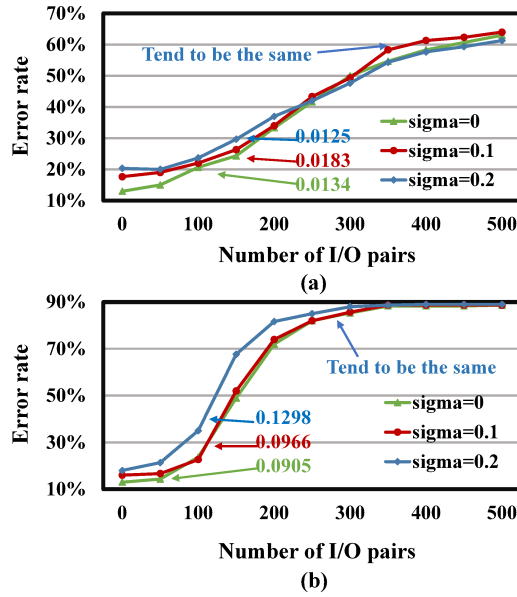 70%
60%
50%
40%
30%
20%
10%
Error rate
Tend to be the same
0.0125
0.0183
0.0134
sigma=0
sigma=0.1
sigma=0.2
0 100 200 300 400 500
Number of I/O pairs
(a)
90%
70%
50%
30%
10%
Error rate
Tend to be the same
0.1298
0.0966
0.0905
sigma=0
sigma=0.1
sigma=0.2
0 100 200 300 400 500
Number of I/O pairs
(b)